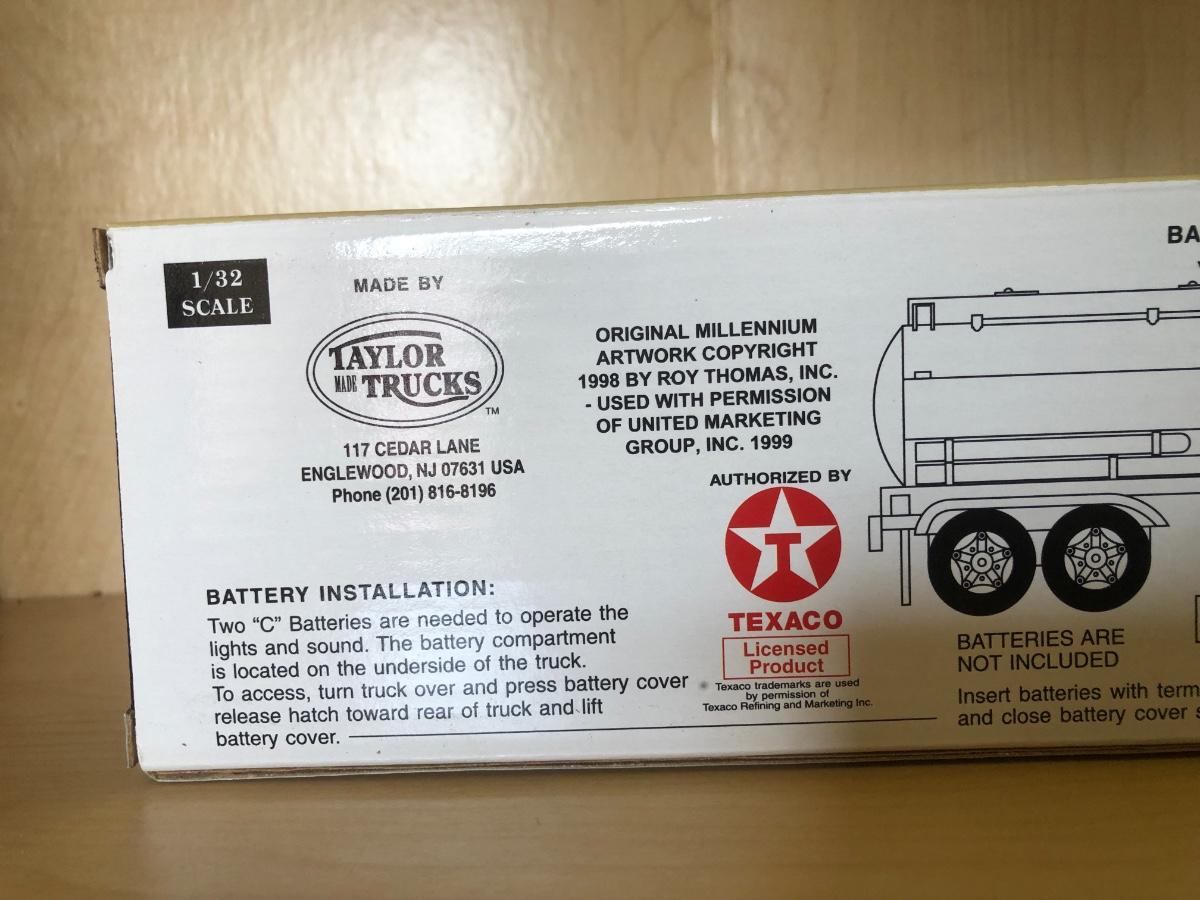 1/32
SCALE
MADE BY
TAYLOR
MADE TRUCKS
TM
117 CEDAR LANE
ENGLEWOOD, NJ 07631 USA
Phone (201) 816-8196
ORIGINAL MILLENNIUM
ARTWORK COPYRIGHT
1998 BY ROY THOMAS, INC.
- USED WITH PERMISSION
OF UNITED MARKETING
GROUP, INC. 1999
AUTHORIZED BY
T
TEXACO
Licensed
Product
Texaco trademarks are used
by permission of
Texaco Refining and Marketing Inc.
BATTERY INSTALLATION:
Two “C” Batteries are needed to operate the
lights and sound. The battery compartment
is located on the underside of the truck.
To access, turn truck over and press battery cover
release hatch toward rear of truck and lift
battery cover.
BA
BATTERIES ARE
NOT INCLUDED
Insert batteries with term
and close battery cover s